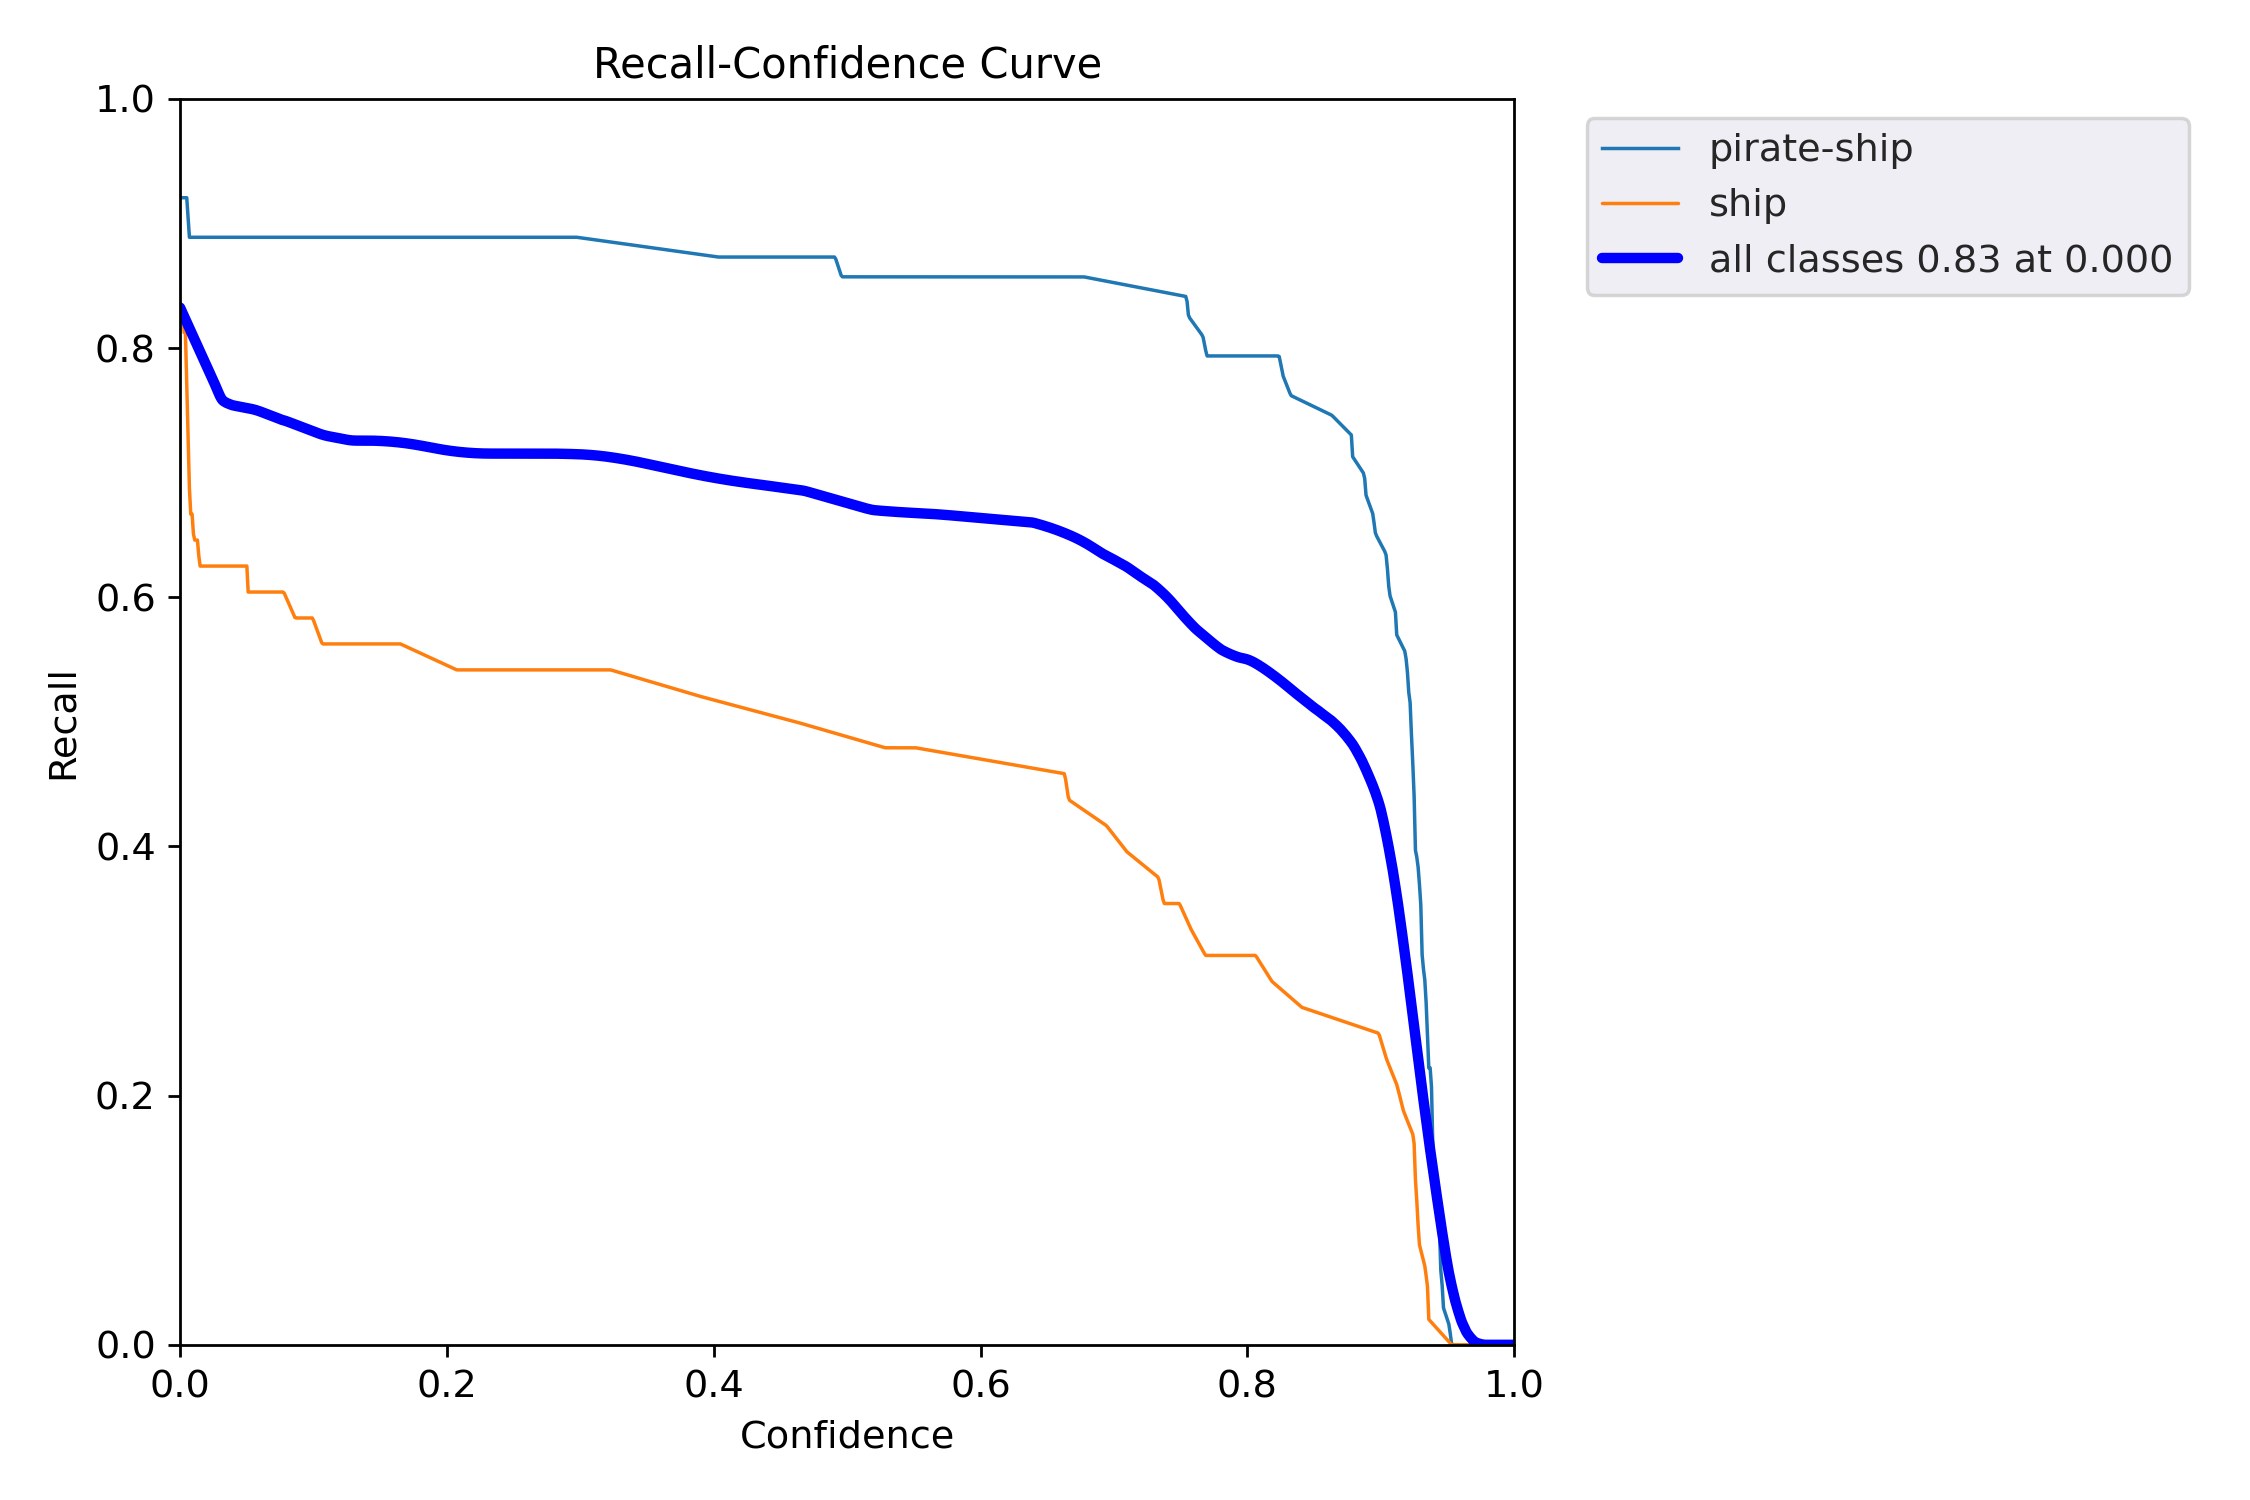 Recall-Confidence Curve
1.0
0.8
0.6
0.4
0.2
0.0
Recall
0.0 0.2 0.4 0.6 0.8 1.0
Confidence
pirate-ship
ship
all classes 0.83 at 0.000